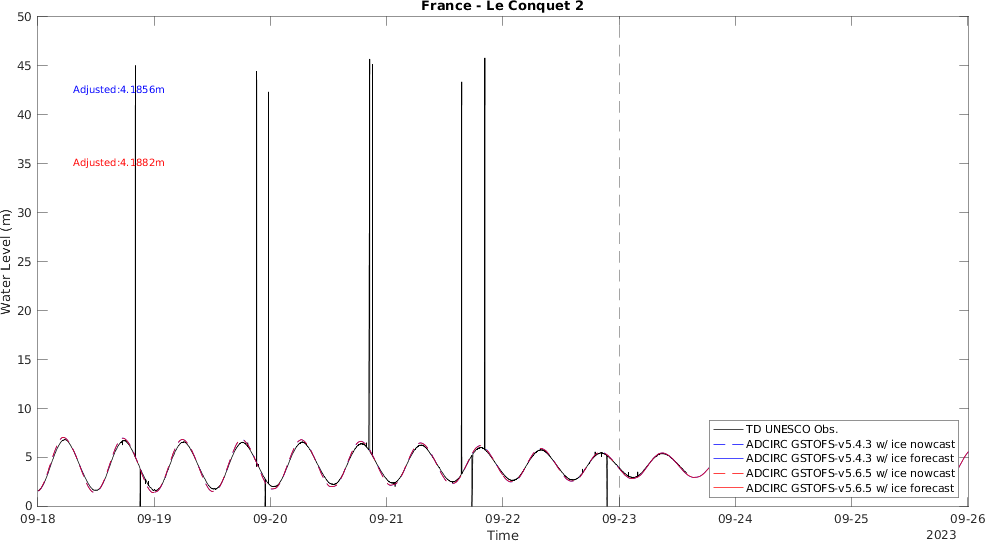 France - Le Conquet 2
50
45
40
35
30
25
20
15
10
5
0
Water Level (m)
Adjusted:4.1856m
Adjusted:4.1882m
TD UNESCO Obs.
ADCIRC GSTOFS-v5.4.3 w/ ice nowcast
ADCIRC GSTOFS-v5.4.3 w/ ice forecast
ADCIRC GSTOFS-v5.6.5 w/ ice nowcast
ADCIRC GSTOFS-v5.6.5 w/ ice forecast
09-18 09-19 09-20 09-21 09-22 09-23 09-24 09-25 09-26
Time
2023